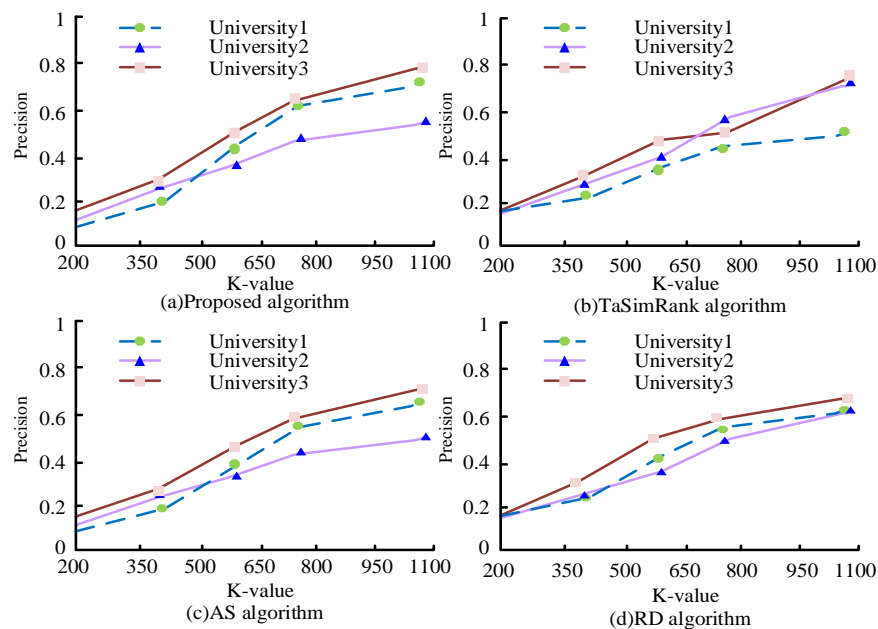 1
0.8
0.6
0.4
0.2
0
Precision
University1
University2
University3
200 350 500 650 800 950 1100
K-value
(a)Proposed algorithm
1
0.8
0.6
0.4
0.2
0
Precision
University1
University2
University3
200 350 500 650 800 950 1100
K-value
(b)TaSimRank algorithm
1
0.8
0.6
0.4
0.2
0
Precision
University1
University2
University3
200 350 500 650 800 950 1100
K-value
(c)AS algorithm
1
0.8
0.6
0.4
0.2
0
Precision
University1
University2
University3
200 350 500 650 800 950 1100
K-value
(d)RD algorithm